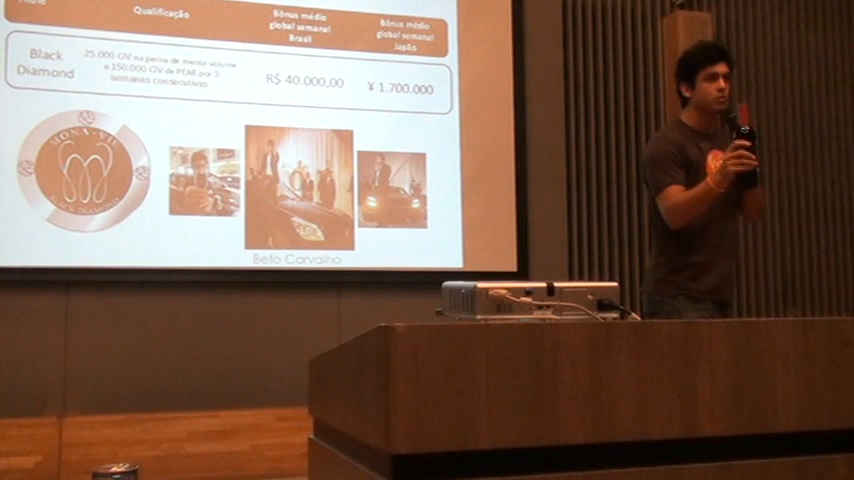 Título
Qualificação
Bônus médio
global semanal
Brasil
Bônus médio
global semanal
Japão
Black
Diamond
25.000 GV na perna de menor volume
e 150.000 GV de PEAR por 3
semanas consecutivas
R$ 40.000,00
¥ 1.700.000
MONA · VIE
BLACK DIAMOND
Beto Carvalho